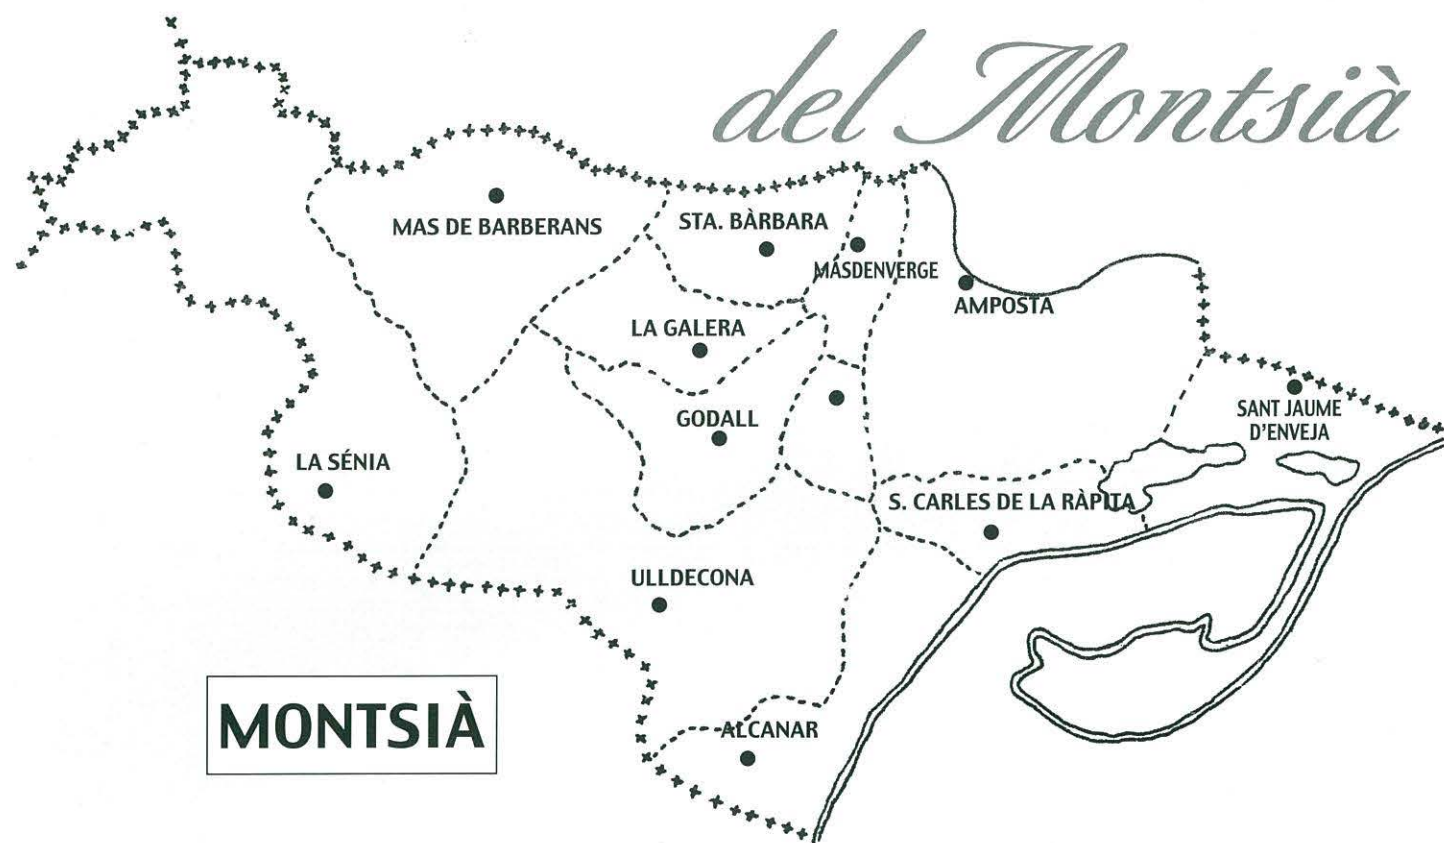 del Montsià
MAS DE BARBERANS
STA. BÀRBARA
MASDENVERGE
AMPOSTA
LA GALERA
SANT JAUME
D'ENVEJA
GODALL
LA SÉNIA
S. CARLES DE LA RÀPITA
ULLDECONA
MONTSIÀ
ALCANAR